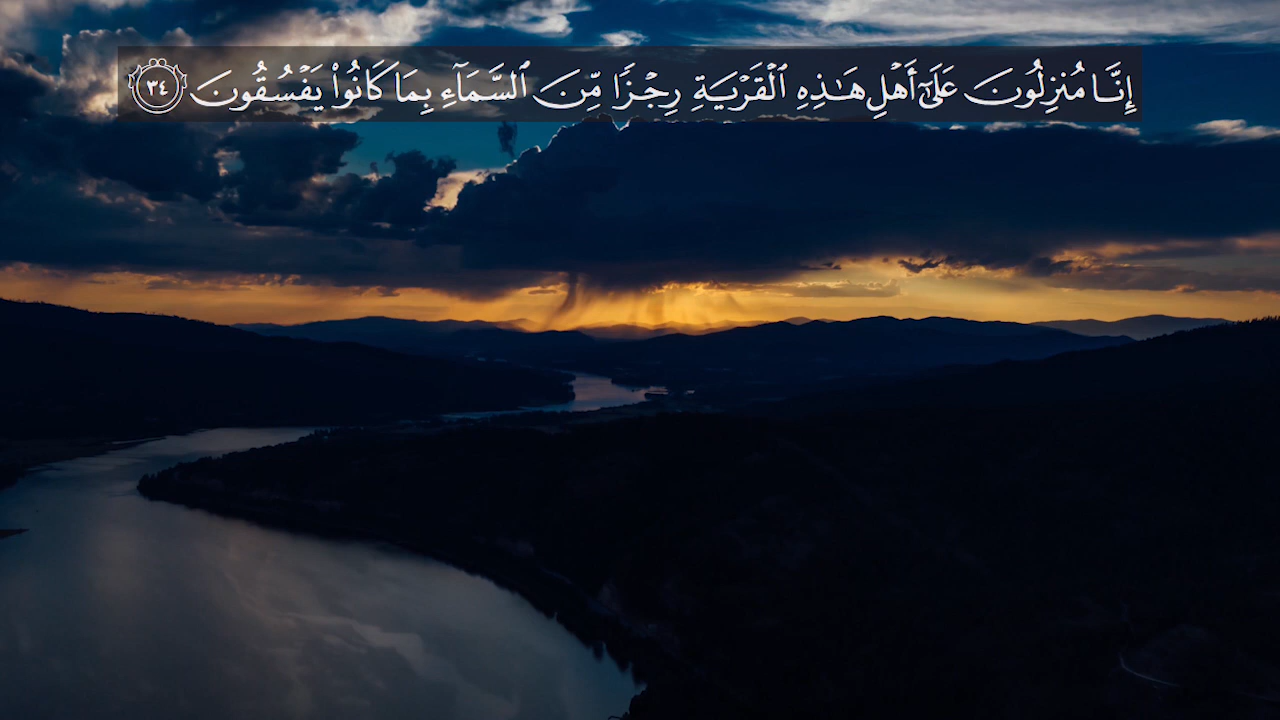 إِنَّا مُنزِلُونَ عَلَىٰٓ أَهْلِ هَـٰذِهِ ٱلْقَرْيَةِ رِجْزًا مِّنَ ٱلسَّمَآءِ بِمَا كَانُوا۟ يَفْسُقُونَ ٣٤